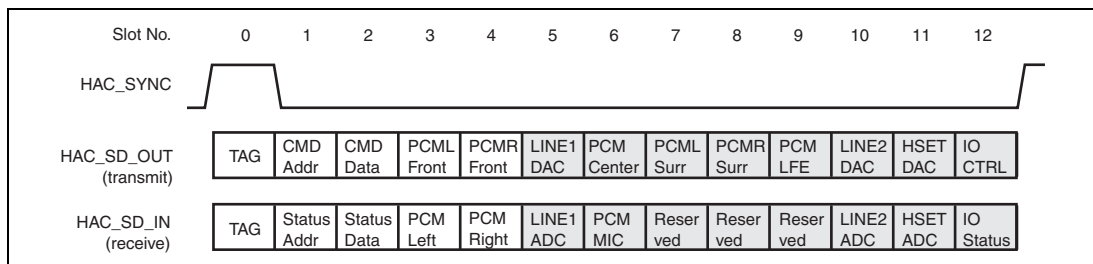 Slot No. 0 1 2 3 4 5 6 7 8 9 10 11 12
HAC_SYNC
HAC_SD_OUT
(transmit)
TAG
CMD
Addr
CMD
Data
PCML
Front
PCMR
Front
LINE1
DAC
PCM
Center
PCML
Surr
PCMR
Surr
PCM
LFE
LINE2
DAC
HSET
DAC
IO
CTRL
HAC_SD_IN
(receive)
TAG
Status
Addr
Status
Data
PCM
Left
PCM
Right
LINE1
ADC
PCM
MIC
Reser
ved
Reser
ved
Reser
ved
LINE2
ADC
HSET
ADC
IO
Status